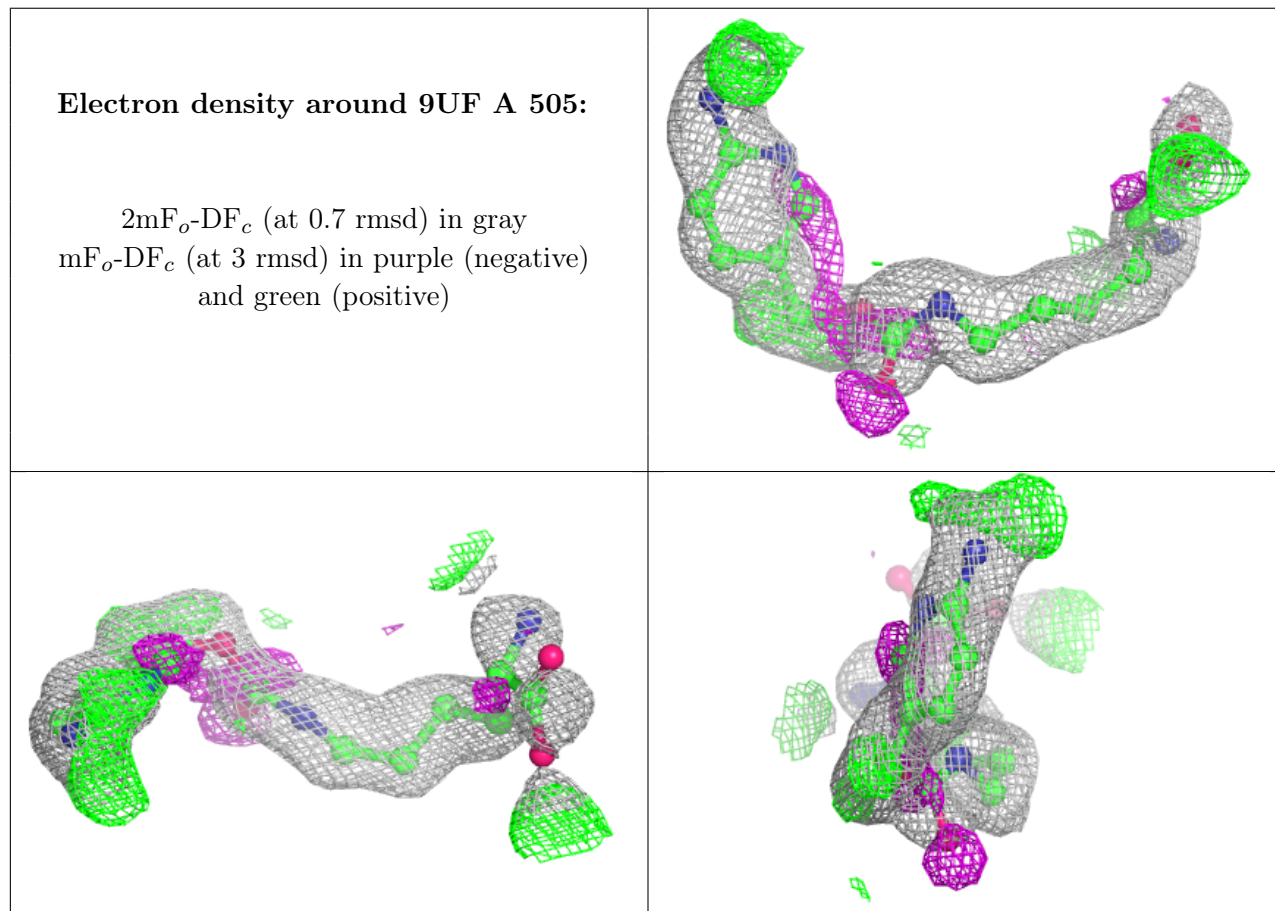 Electron density around 9UF A 505:
2mFo-DFc (at 0.7 rmsd) in gray
mFo-DFc (at 3 rmsd) in purple (negative)
and green (positive)